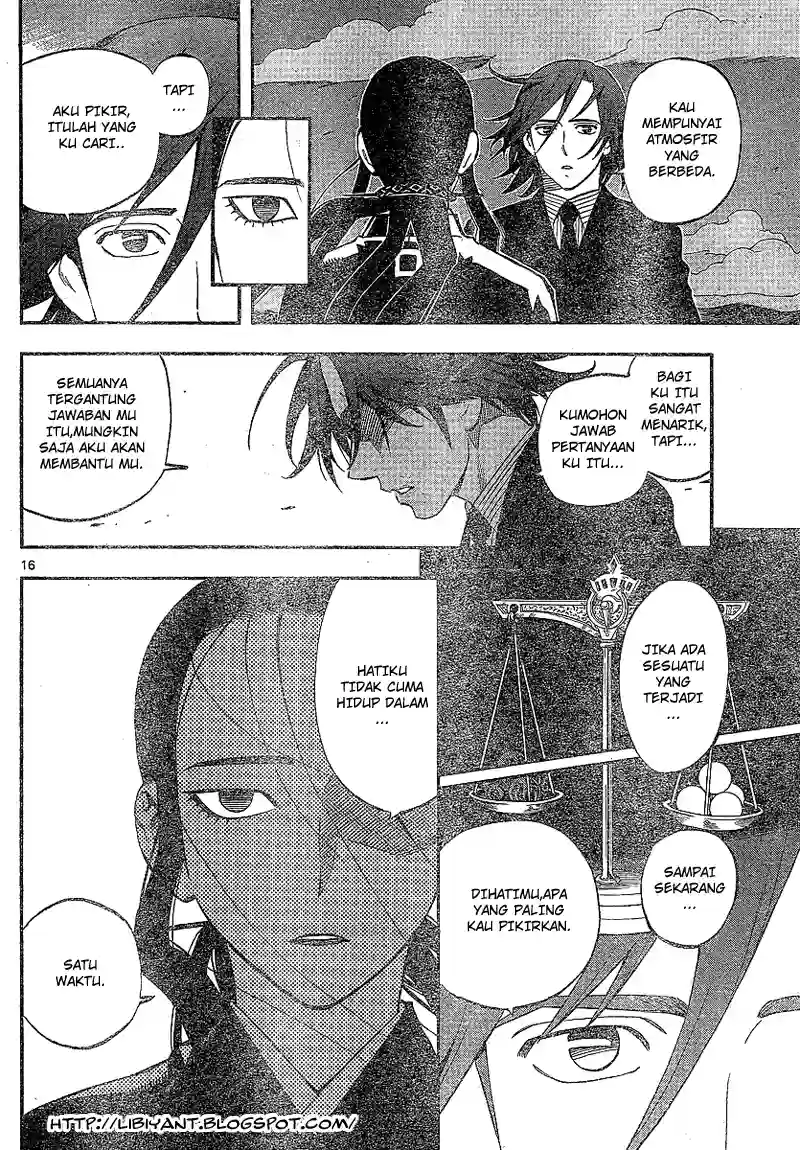 KAU
MEMPUNYAI
ATMOSFIR
YANG
BERBEDA.
TAPI
...
AKU PIKIR,
ITULAH YANG
KU CARI..
BAGI
KU ITU
SANGAT
MENARIK,
TAPI...
KUMOHON
JAWAB
PERTANYAAN
KU ITU...
SEMUANYA
TERGANTUNG
JAWABAN MU
ITU,MUNGKIN
SAJA AKU AKAN
MEMBANTU MU.
16
JIKA ADA
SESUATU
YANG
TERJADI
...
SAMPAI
SEKARANG
...
DIHATIMU,APA
YANG PALING
KAU PIKIRKAN.
HATIKU
TIDAK CUMA
HIDUP DALAM
...
SATU
WAKTU.
HTTP://LIBIYANT.BLOGSPOT.COM/